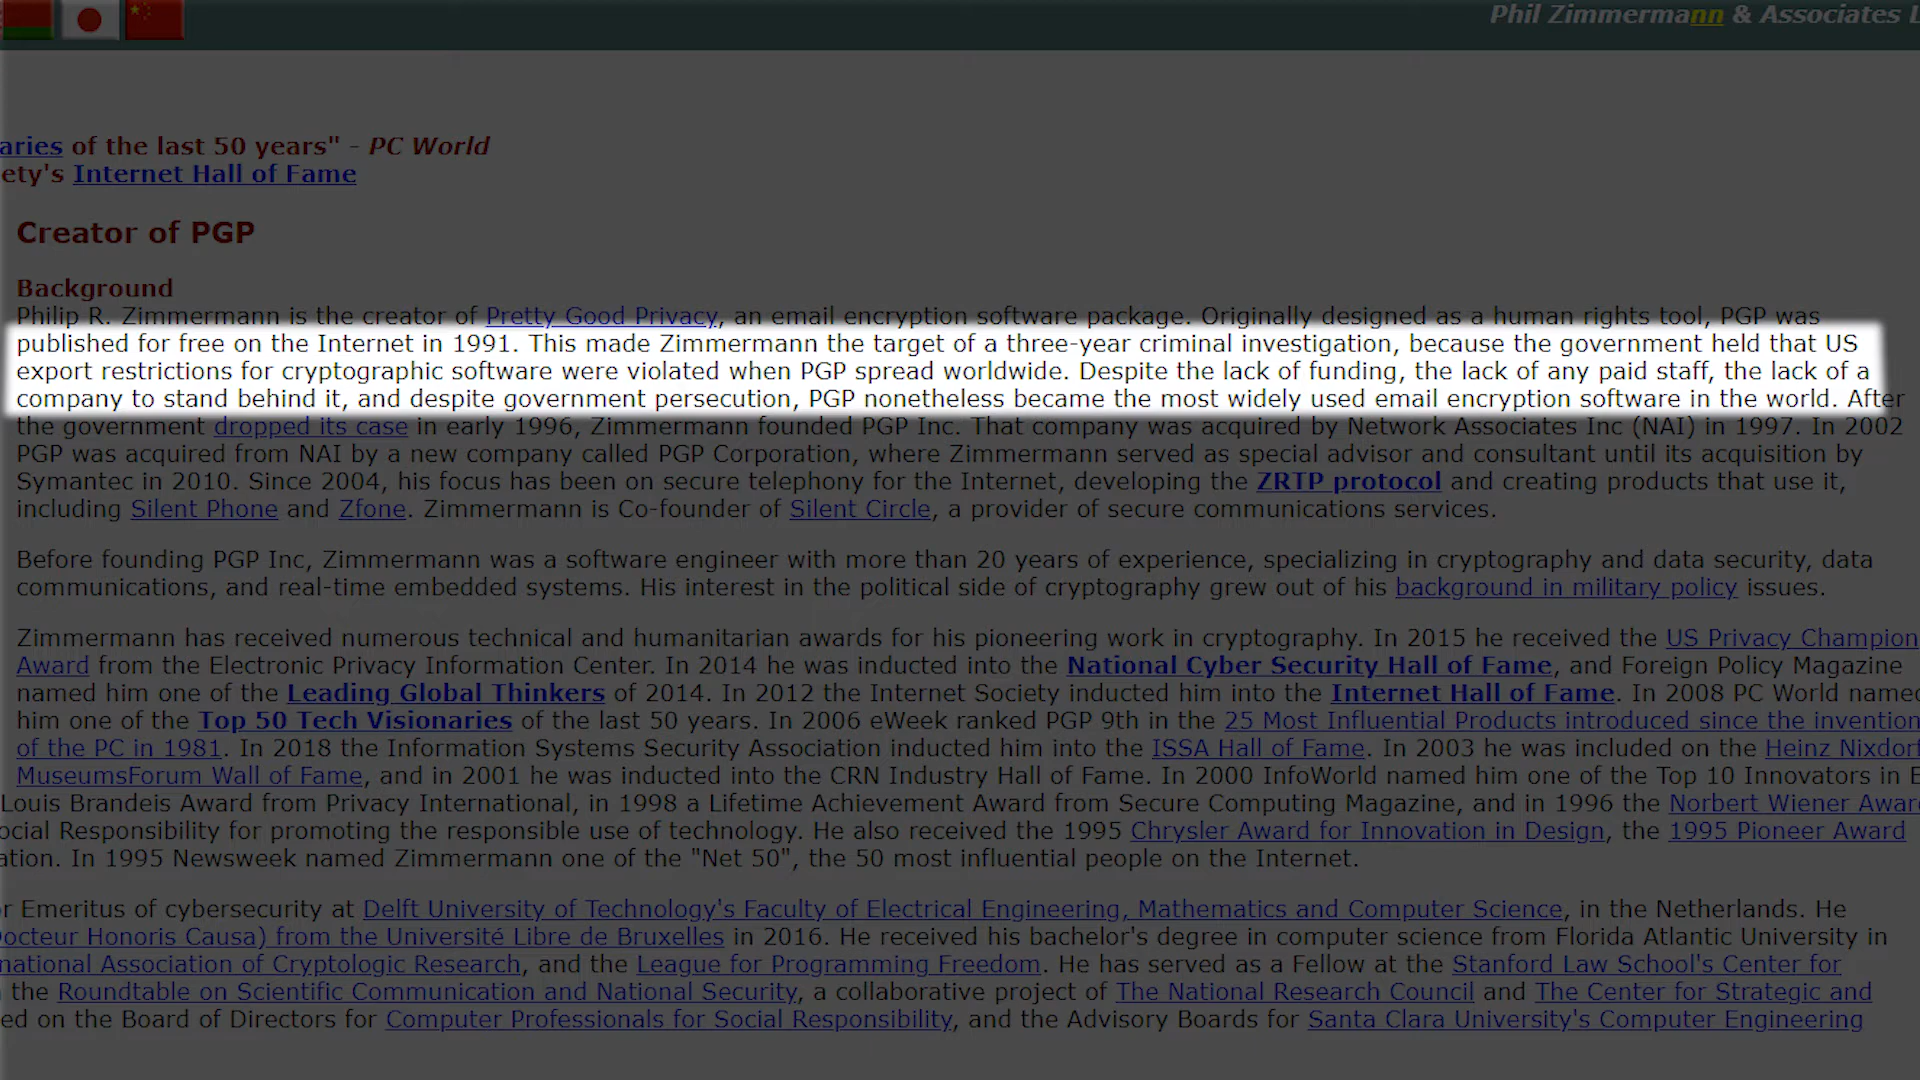 Phil Zimmermann & Associates L
aries of the last 50 years" - PC World
ety's Internet Hall of Fame
Creator of PGP
Background
Philip R. Zimmermann is the creator of Pretty Good Privacy, an email encryption software package. Originally designed as a human rights tool, PGP was
published for free on the Internet in 1991. This made Zimmermann the target of a three-year criminal investigation, because the government held that US
export restrictions for cryptographic software were violated when PGP spread worldwide. Despite the lack of funding, the lack of any paid staff, the lack of a
company to stand behind it, and despite government persecution, PGP nonetheless became the most widely used email encryption software in the world. After
the government dropped its case in early 1996, Zimmermann founded PGP Inc. That company was acquired by Network Associates Inc (NAI) in 1997. In 2002
PGP was acquired from NAI by a new company called PGP Corporation, where Zimmermann served as special advisor and consultant until its acquisition by
Symantec in 2010. Since 2004, his focus has been on secure telephony for the Internet, developing the ZRTP protocol and creating products that use it,
including Silent Phone and Zfone. Zimmermann is Co-founder of Silent Circle, a provider of secure communications services.
Before founding PGP Inc, Zimmermann was a software engineer with more than 20 years of experience, specializing in cryptography and data security, data
communications, and real-time embedded systems. His interest in the political side of cryptography grew out of his background in military policy issues.
Zimmermann has received numerous technical and humanitarian awards for his pioneering work in cryptography. In 2015 he received the US Privacy Champion
Award from the Electronic Privacy Information Center. In 2014 he was inducted into the National Cyber Security Hall of Fame, and Foreign Policy Magazine
named him one of the Leading Global Thinkers of 2014. In 2012 the Internet Society inducted him into the Internet Hall of Fame. In 2008 PC World named
him one of the Top 50 Tech Visionaries of the last 50 years. In 2006 eWeek ranked PGP 9th in the 25 Most Influential Products introduced since the invention
of the PC in 1981. In 2018 the Information Systems Security Association inducted him into the ISSA Hall of Fame. In 2003 he was included on the Heinz Nixdorf
MuseumsForum Wall of Fame, and in 2001 he was inducted into the CRN Industry Hall of Fame. In 2000 InfoWorld named him one of the Top 10 Innovators in E
Louis Brandeis Award from Privacy International, in 1998 a Lifetime Achievement Award from Secure Computing Magazine, and in 1996 the Norbert Wiener Award
ocial Responsibility for promoting the responsible use of technology. He also received the 1995 Chrysler Award for Innovation in Design, the 1995 Pioneer Award
ation. In 1995 Newsweek named Zimmermann one of the "Net 50", the 50 most influential people on the Internet.
r Emeritus of cybersecurity at Delft University of Technology's Faculty of Electrical Engineering, Mathematics and Computer Science, in the Netherlands. He
Docteur Honoris Causa) from the Université Libre de Bruxelles in 2016. He received his bachelor's degree in computer science from Florida Atlantic University in
national Association of Cryptologic Research, and the League for Programming Freedom. He has served as a Fellow at the Stanford Law School's Center for
the Roundtable on Scientific Communication and National Security, a collaborative project of The National Research Council and The Center for Strategic and
ed on the Board of Directors for Computer Professionals for Social Responsibility, and the Advisory Boards for Santa Clara University's Computer Engineering